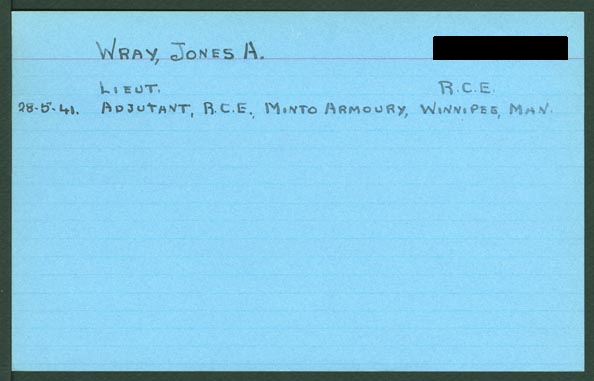 WRAY, JONES A.
LIEUT. R.C.E.
28-5-41. ADJUTANT, R.C.E., MINTO ARMOURY, WINNIPEG, MAN.